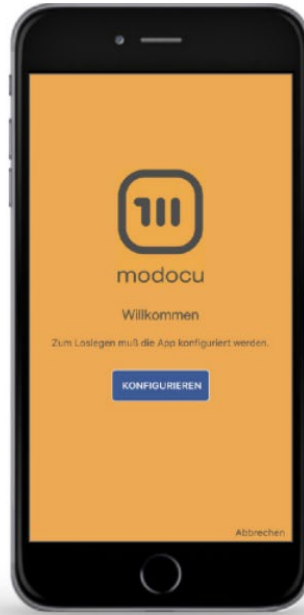 modocu
Willkommen
Zum Loslegen muß die App konfiguriert werden.
KONFIGURIEREN
Abbrechen